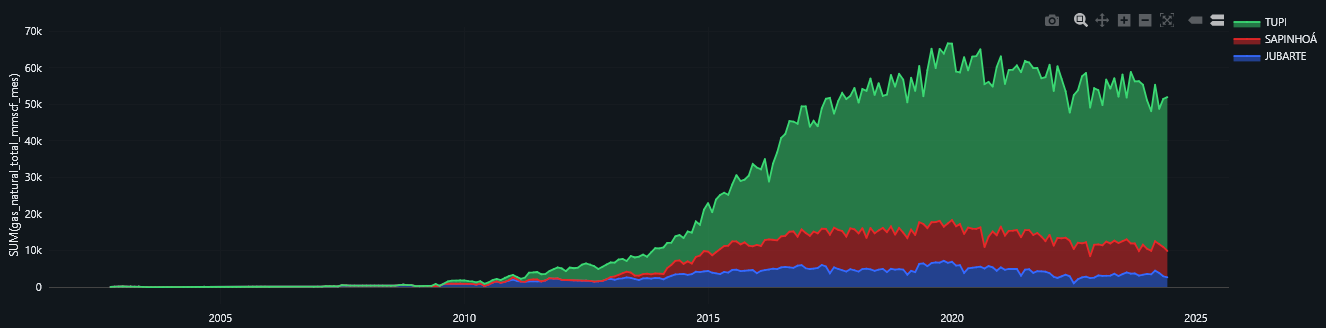 TUPI
SAPINHOÁ
JUBARTE
SUM(gas_natural_total_mmscf_mes)
70k
60k
50k
40k
30k
20k
10k
0
2005 2010 2015 2020 2025